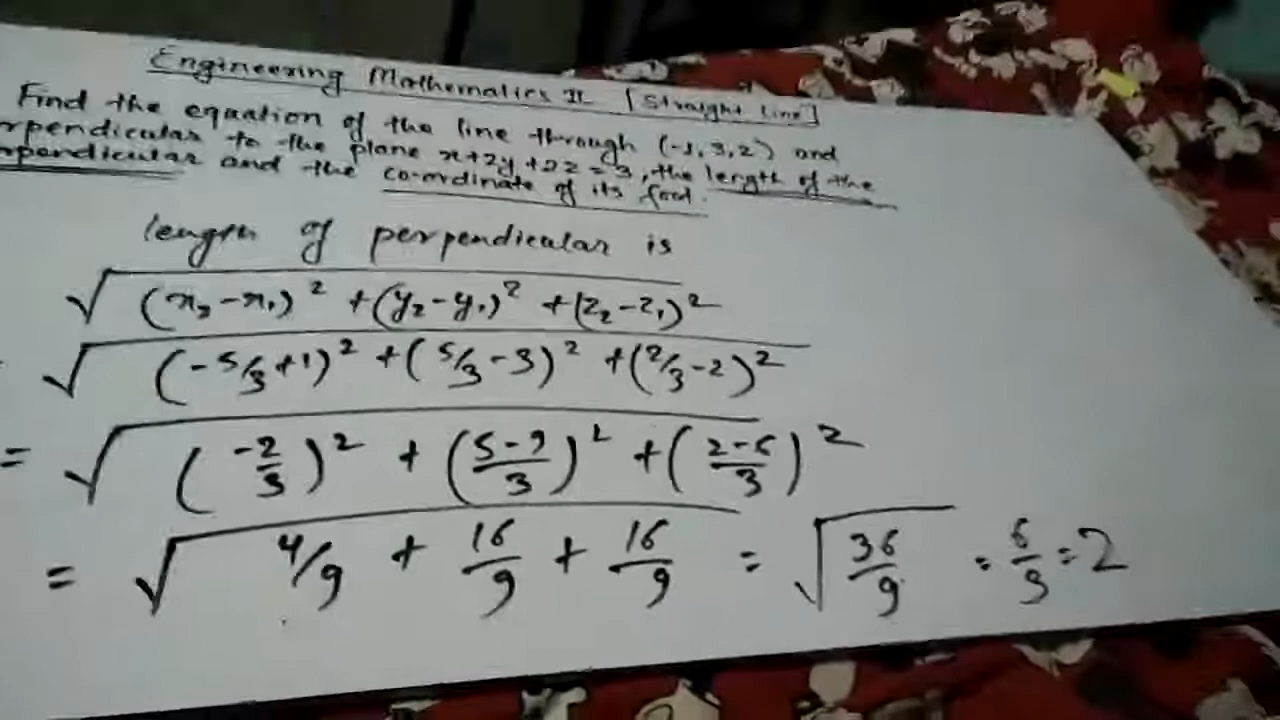 Engineering Mathematics II [Straight Line]
Find the equation of the line through (-1, 3, 2) and
rpendicular to the plane x+2y+2z=3, the length of the
rpendicular and the co-ordinate of its foot.
length of perpendicular is
√(x₂-x₁)² + (y₂-y₁)² + (z₂-z₁)²
√(-5/3+1)² + (5/3-3)² + (2/3-2)²
= √(-2/3)² + (5-9/3)² + (2-6/3)²
= √4/9 + 16/9 + 16/9 = √36/9 = 6/3 = 2